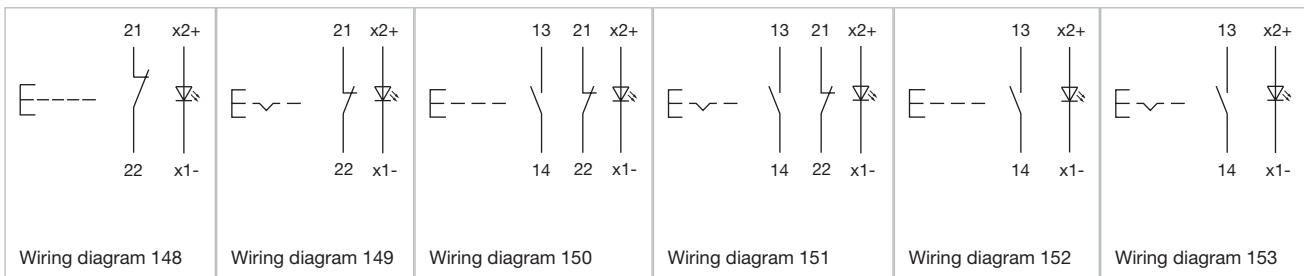 21 x2+ 21 x2+ 13 21 x2+ 13 21 x2+ 13 x2+ 13 x2+
22 x1- 22 x1- 14 22 x1- 14 22 x1- 14 x1- 14 x1-
Wiring diagram 148 Wiring diagram 149 Wiring diagram 150 Wiring diagram 151 Wiring diagram 152 Wiring diagram 153